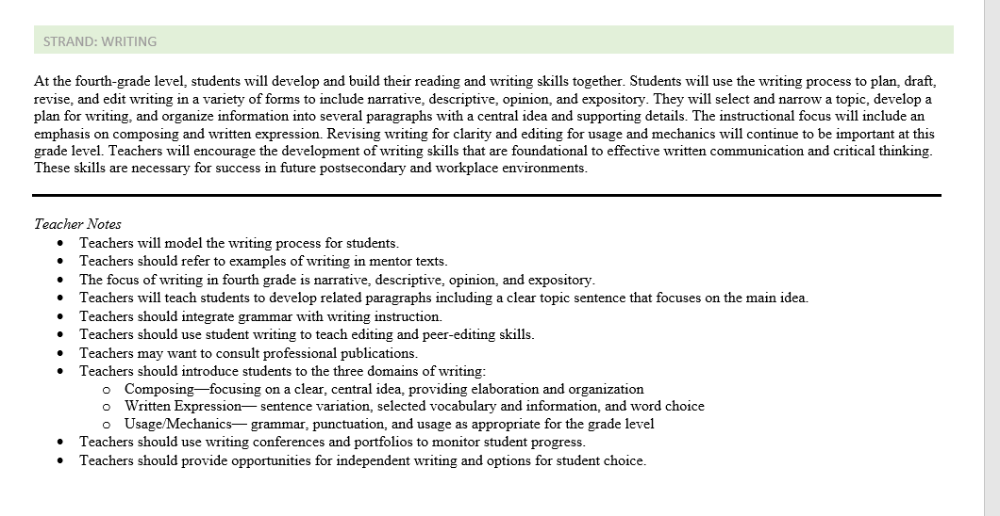 STRAND: WRITING
At the fourth-grade level, students will develop and build their reading and writing skills together. Students will use the writing process to plan, draft,
revise, and edit writing in a variety of forms to include narrative, descriptive, opinion, and expository. They will select and narrow a topic, develop a
plan for writing, and organize information into several paragraphs with a central idea and supporting details. The instructional focus will include an
emphasis on composing and written expression. Revising writing for clarity and editing for usage and mechanics will continue to be important at this
grade level. Teachers will encourage the development of writing skills that are foundational to effective written communication and critical thinking.
These skills are necessary for success in future postsecondary and workplace environments.
Teacher Notes
• Teachers will model the writing process for students.
• Teachers should refer to examples of writing in mentor texts.
• The focus of writing in fourth grade is narrative, descriptive, opinion, and expository.
• Teachers will teach students to develop related paragraphs including a clear topic sentence that focuses on the main idea.
• Teachers should integrate grammar with writing instruction.
• Teachers should use student writing to teach editing and peer-editing skills.
• Teachers may want to consult professional publications.
• Teachers should introduce students to the three domains of writing:
o Composing—focusing on a clear, central idea, providing elaboration and organization
o Written Expression— sentence variation, selected vocabulary and information, and word choice
o Usage/Mechanics— grammar, punctuation, and usage as appropriate for the grade level
• Teachers should use writing conferences and portfolios to monitor student progress.
• Teachers should provide opportunities for independent writing and options for student choice.